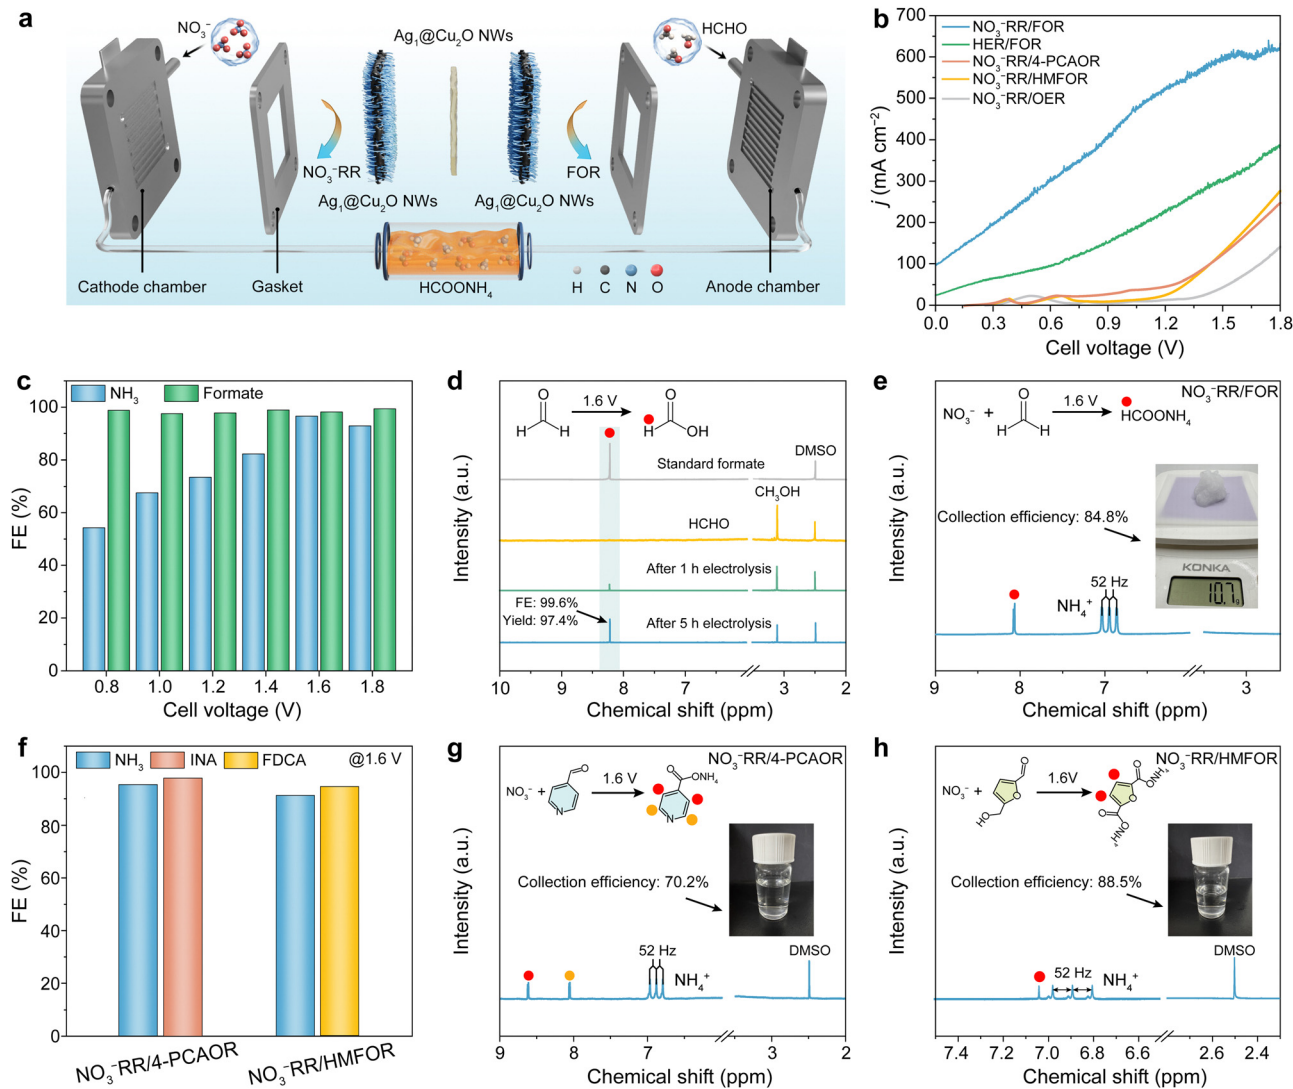 a
NO₃⁻
HCHO
Ag₁@Cu₂O NWs
NO₃⁻RR
FOR
Ag₁@Cu₂O NWs
Ag₁@Cu₂O NWs
Cathode chamber
Gasket
HCOONH₄
H C N O
Anode chamber
b
NO₃⁻RR/FOR
HER/FOR
NO₃⁻RR/4-PCAOR
NO₃⁻RR/HMFOR
NO₃⁻RR/OER
j (mA cm⁻²)
700
600
500
400
300
200
100
0
0.0 0.3 0.6 0.9 1.2 1.5 1.8
Cell voltage (V)
c
NH₃ Formate
FE (%)
100
80
60
40
20
0
0.8 1.0 1.2 1.4 1.6 1.8
Cell voltage (V)
d
O
H H
1.6 V
O
H OH
Standard formate
DMSO
CH₃OH
HCHO
After 1 h electrolysis
FE: 99.6%
Yield: 97.4%
After 5 h electrolysis
Intensity (a.u.)
10 9 8 7 3 2
Chemical shift (ppm)
e
NO₃⁻RR/FOR
NO₃⁻ +
O
H H
1.6 V
HCOONH₄
Collection efficiency: 84.8%
KONKA
10.7g
52 Hz
NH₄⁺
Intensity (a.u.)
9 8 7 3
Chemical shift (ppm)
f
NH₃ INA FDCA @1.6 V
FE (%)
100
80
60
40
20
0
NO₃⁻RR/4-PCAOR NO₃⁻RR/HMFOR
g
NO₃⁻RR/4-PCAOR
NO₃⁻ +
O
N
1.6 V
O
ONH₄
N
Collection efficiency: 70.2%
52 Hz
NH₄⁺
DMSO
Intensity (a.u.)
9 8 7 3 2
Chemical shift (ppm)
h
NO₃⁻RR/HMFOR
NO₃⁻ +
O
O
HO
1.6V
O
ONH₄
O
O
ONH₄
Collection efficiency: 88.5%
52 Hz
NH₄⁺
DMSO
Intensity (a.u.)
7.4 7.2 7.0 6.8 6.6 2.6 2.4
Chemical shift (ppm)